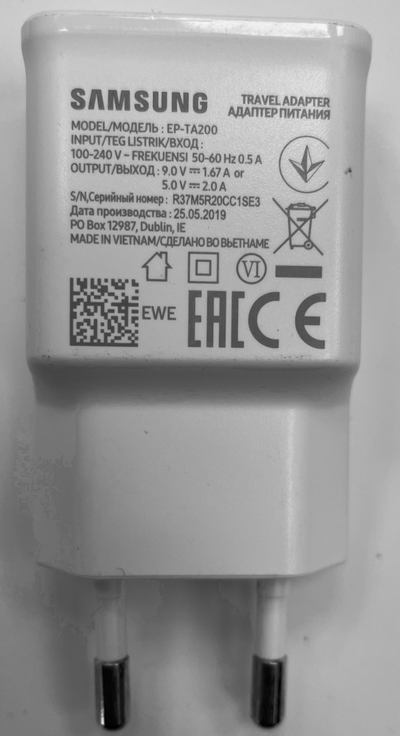 SAMSUNG
TRAVEL ADAPTER
АДАПТЕР ПИТАНИЯ
MODEL/МОДЕЛЬ : EP-TA200
INPUT/TEG LISTRIK/ВХОД :
100-240 V ~ FREKUENSI 50-60 Hz 0.5 A
OUTPUT/ВЫХОД : 9.0 V ⎓ 1.67 A or
5.0 V ⎓ 2.0 A
S/N,Серийный номер : R37M5R20CC1SE3
Дата производства : 25.05.2019
PO Box 12987, Dublin, IE
MADE IN VIETNAM/СДЕЛАНО ВО ВЬЕТНАМЕ
VI
EWE
EAC CE